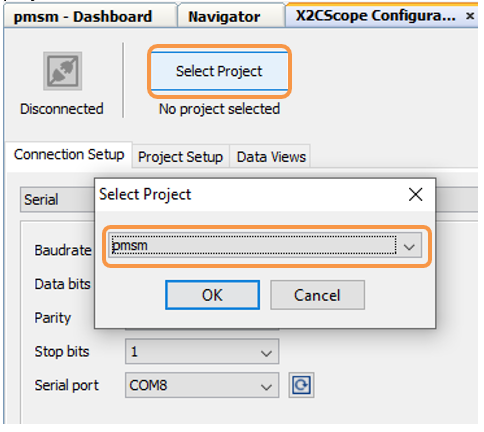 pmsm - Dashboard Navigator X2CScope Configura... ×
Select Project
Disconnected No project selected
Connection Setup Project Setup Data Views
Serial
Select Project
pmsm
Baudrate
Data bits
OK Cancel
Parity
Stop bits 1
Serial port COM8